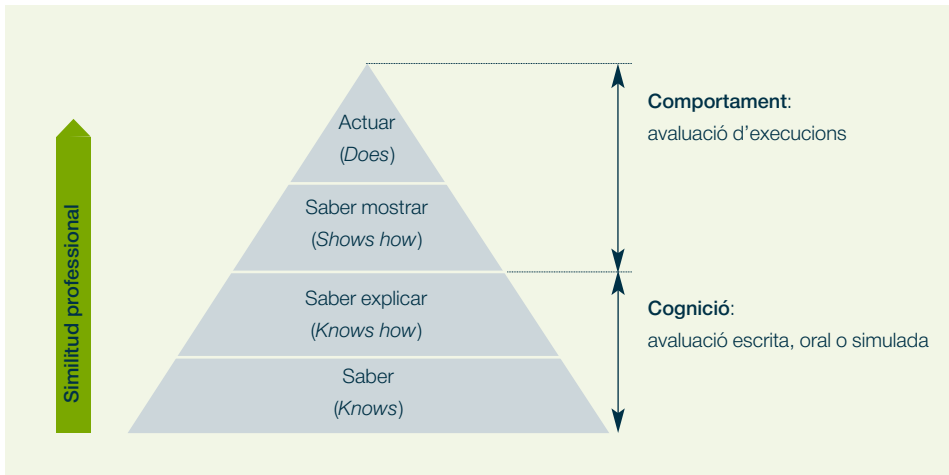 Actuar
(Does)
Saber mostrar
(Shows how)
Saber explicar
(Knows how)
Saber
(Knows)
Similitud professional
Comportament:
avaluació d’execucions
Cognició:
avaluació escrita, oral o simulada